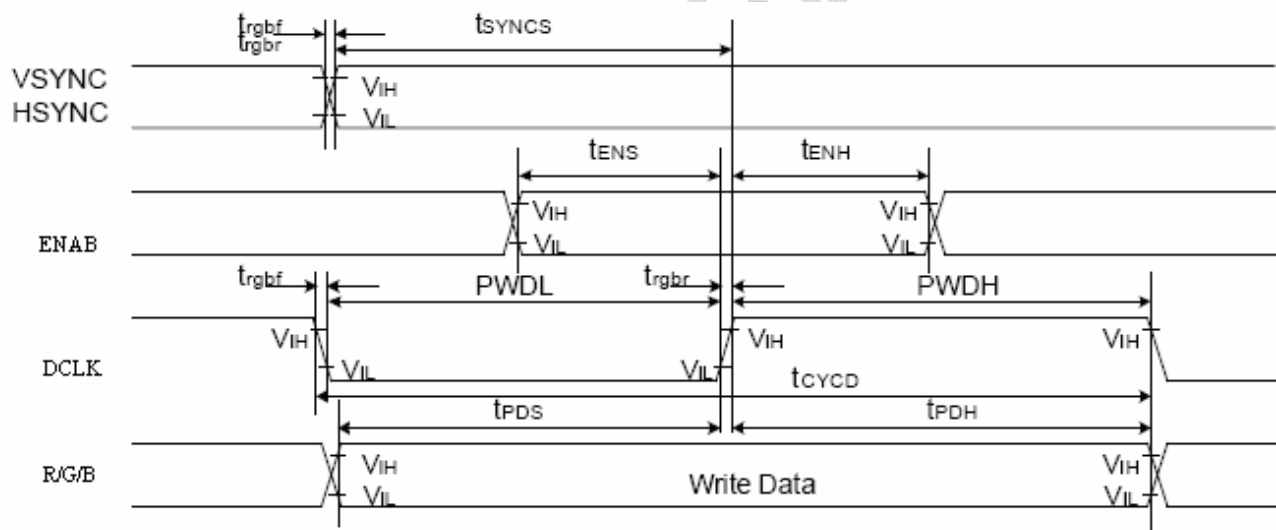 trgbf tSYNCS
trgbr
VSYNC VIH
HSYNC VIL
tENS tENH
VIH VIH
ENAB VIL VIL
trgbf PWDL trgbr PWDH
VIH VIH VIH
DCLK VIL VIL
tCYCD
tPDS tPDH
R/G/B VIH Write Data VIH
VIL VIL